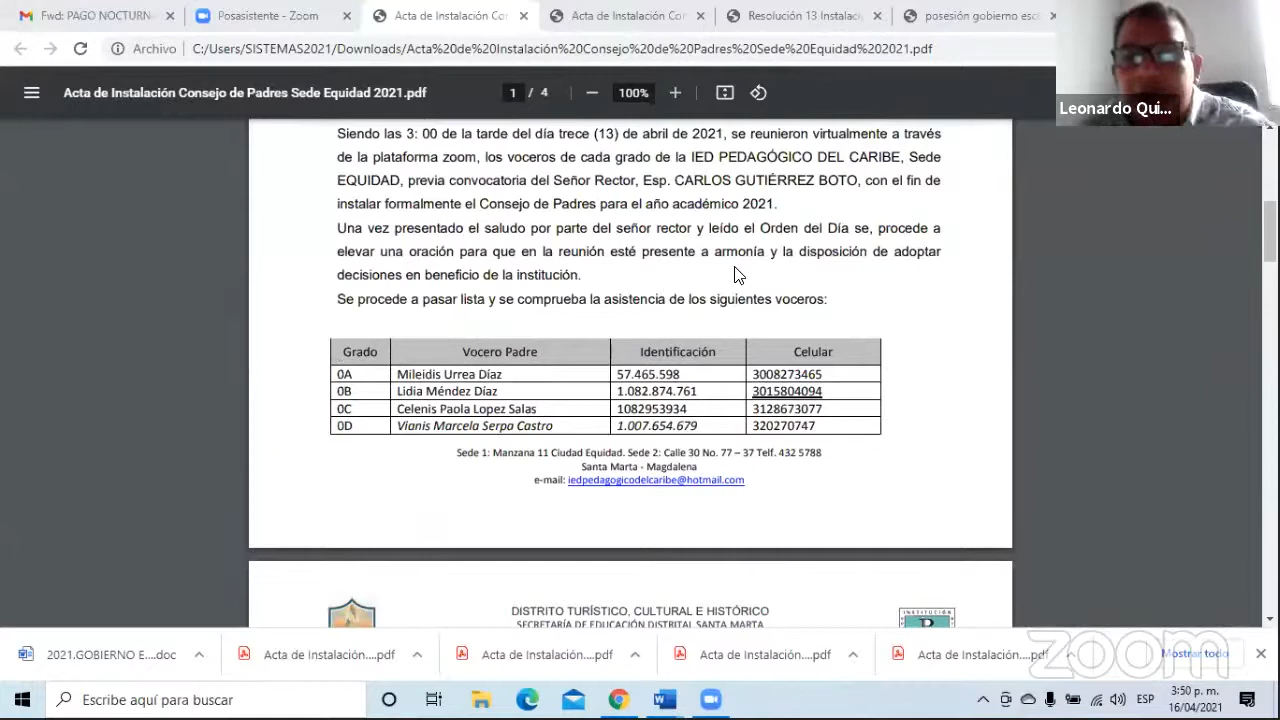 Fwd: PAGO NOCTURN
Posasistente - Zoom
Acta de Instalación Con
Acta de Instalación Con
Resolución 13 Instalaci
posesión gobierno esc
Archivo
C:/Users/SISTEMAS2021/Downloads/Acta%20de%20Instalación%20Consejo%20de%20Padres%20Sede%20Equidad%202021.pdf
Leonardo Qui...
Acta de Instalación Consejo de Padres Sede Equidad 2021.pdf
1 / 4
100%
Siendo las 3: 00 de la tarde del día trece (13) de abril de 2021, se reunieron virtualmente a través
de la plataforma zoom, los voceros de cada grado de la IED PEDAGÓGICO DEL CARIBE, Sede
EQUIDAD, previa convocatoria del Señor Rector, Esp. CARLOS GUTIÉRREZ BOTO, con el fin de
instalar formalmente el Consejo de Padres para el año académico 2021.
Una vez presentado el saludo por parte del señor rector y leído el Orden del Día se, procede a
elevar una oración para que en la reunión esté presente a armonía y la disposición de adoptar
decisiones en beneficio de la institución.
Se procede a pasar lista y se comprueba la asistencia de los siguientes voceros:
Grado Vocero Padre Identificación Celular
0A Mileidis Urrea Díaz 57.465.598 3008273465
0B Lidia Méndez Díaz 1.082.874.761 3015804094
0C Celenis Paola Lopez Salas 1082953934 3128673077
0D Vianis Marcela Serpa Castro 1.007.654.679 320270747
Sede 1: Manzana 11 Ciudad Equidad. Sede 2: Calle 30 No. 77 – 37 Telf. 432 5788
Santa Marta - Magdalena
e-mail: iedpedagogicodelcaribe@hotmail.com
DISTRITO TURÍSTICO, CULTURAL E HISTÓRICO
SECRETARÍA DE EDUCACIÓN DISTRITAL SANTA MARTA
INSTITUCIÓN
2021.GOBIERNO E....doc
Acta de Instalación....pdf
Acta de Instalación....pdf
Acta de Instalación....pdf
Acta de Instalación....pdf
Mostrar todo
zoom
Escribe aquí para buscar
ESP
3:50 p. m.
16/04/2021